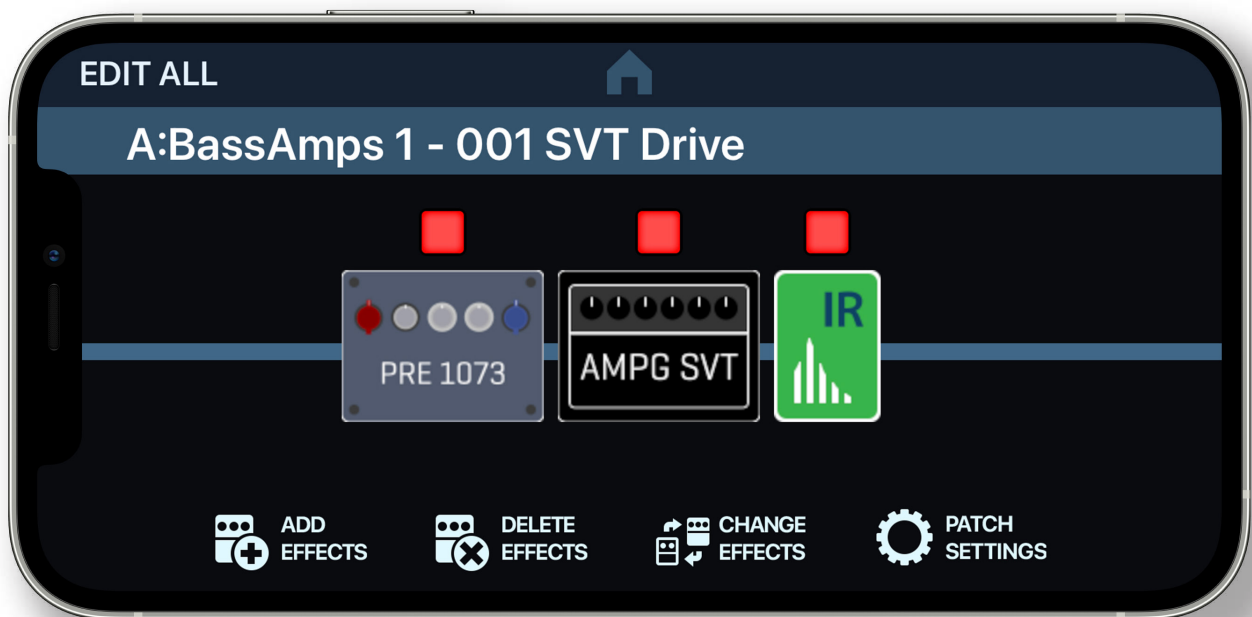 EDIT ALL
A:BassAmps 1 - 001 SVT Drive
PRE 1073
AMPG SVT
IR
ADD
EFFECTS
DELETE
EFFECTS
CHANGE
EFFECTS
PATCH
SETTINGS